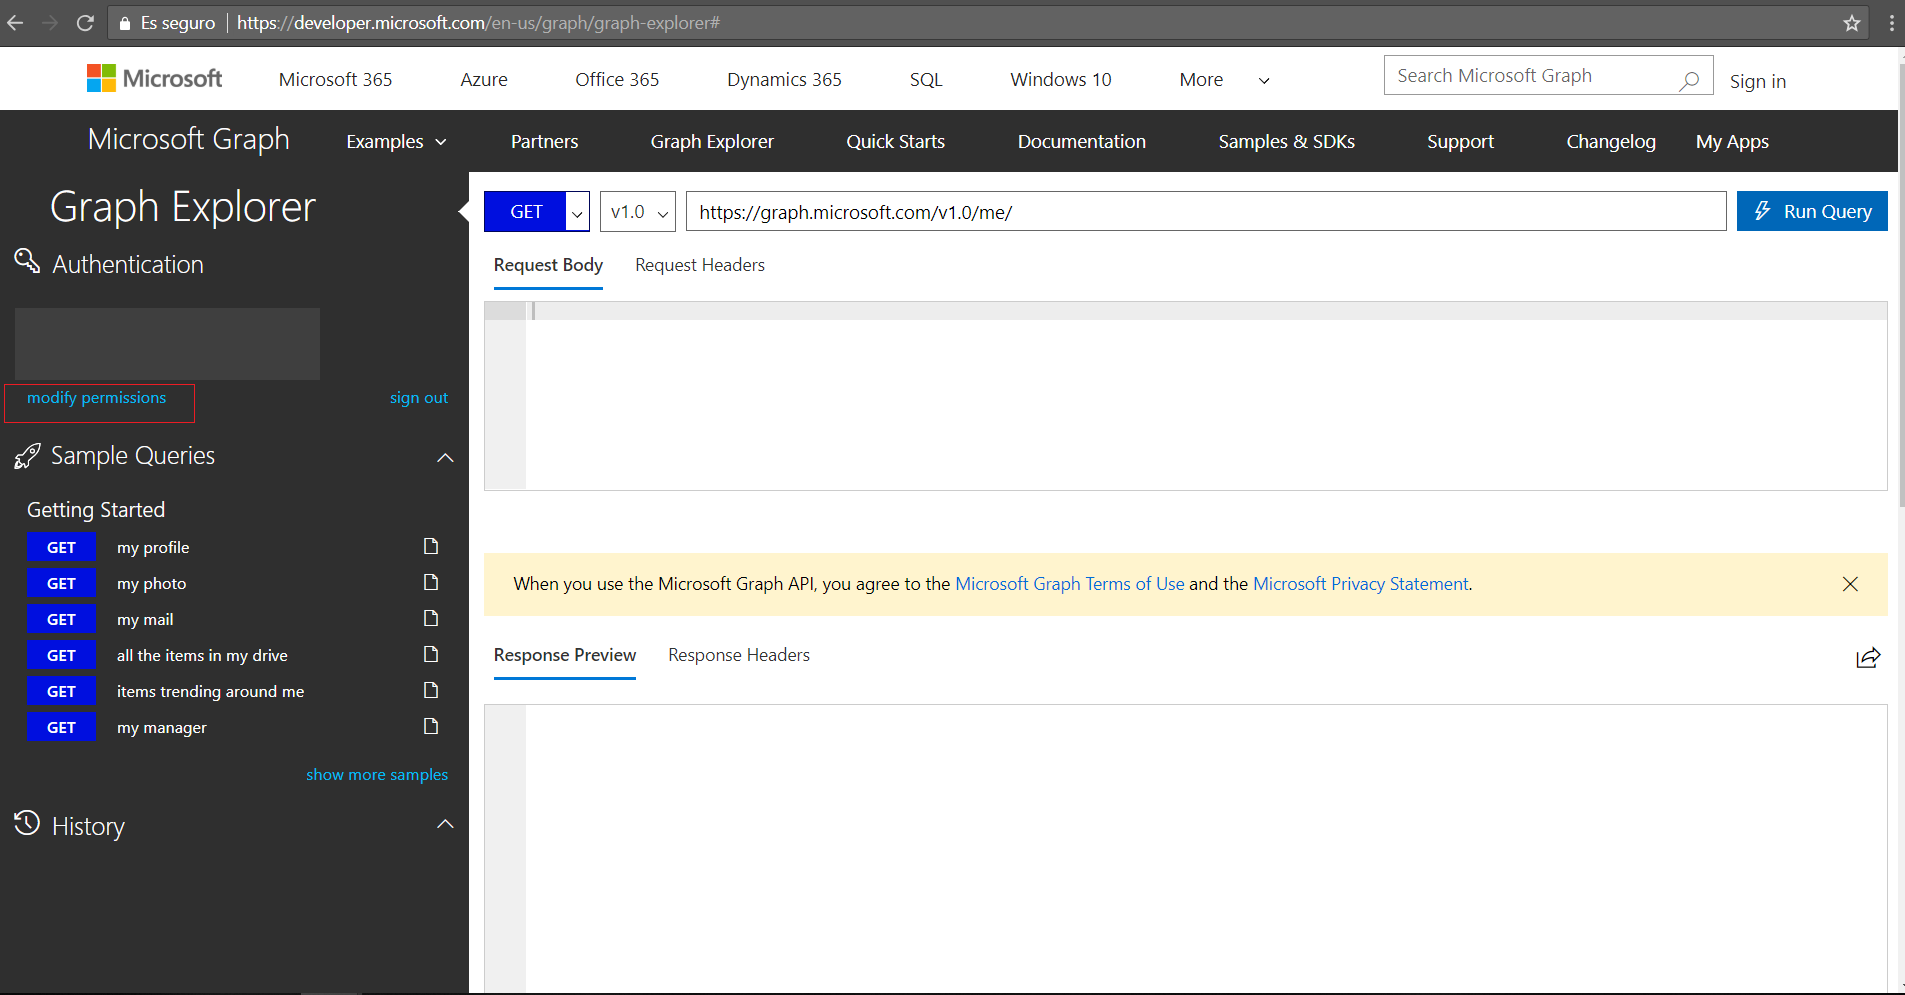 Es seguro https://developer.microsoft.com/en-us/graph/graph-explorer#
Microsoft Microsoft 365 Azure Office 365 Dynamics 365 SQL Windows 10 More Search Microsoft Graph Sign in
Microsoft Graph Examples Partners Graph Explorer Quick Starts Documentation Samples & SDKs Support Changelog My Apps
Graph Explorer
Authentication
modify permissions sign out
Sample Queries
Getting Started
GET my profile
GET my photo
GET my mail
GET all the items in my drive
GET items trending around me
GET my manager
show more samples
History
GET v1.0 https://graph.microsoft.com/v1.0/me/ Run Query
Request Body Request Headers
When you use the Microsoft Graph API, you agree to the Microsoft Graph Terms of Use and the Microsoft Privacy Statement.
Response Preview Response Headers